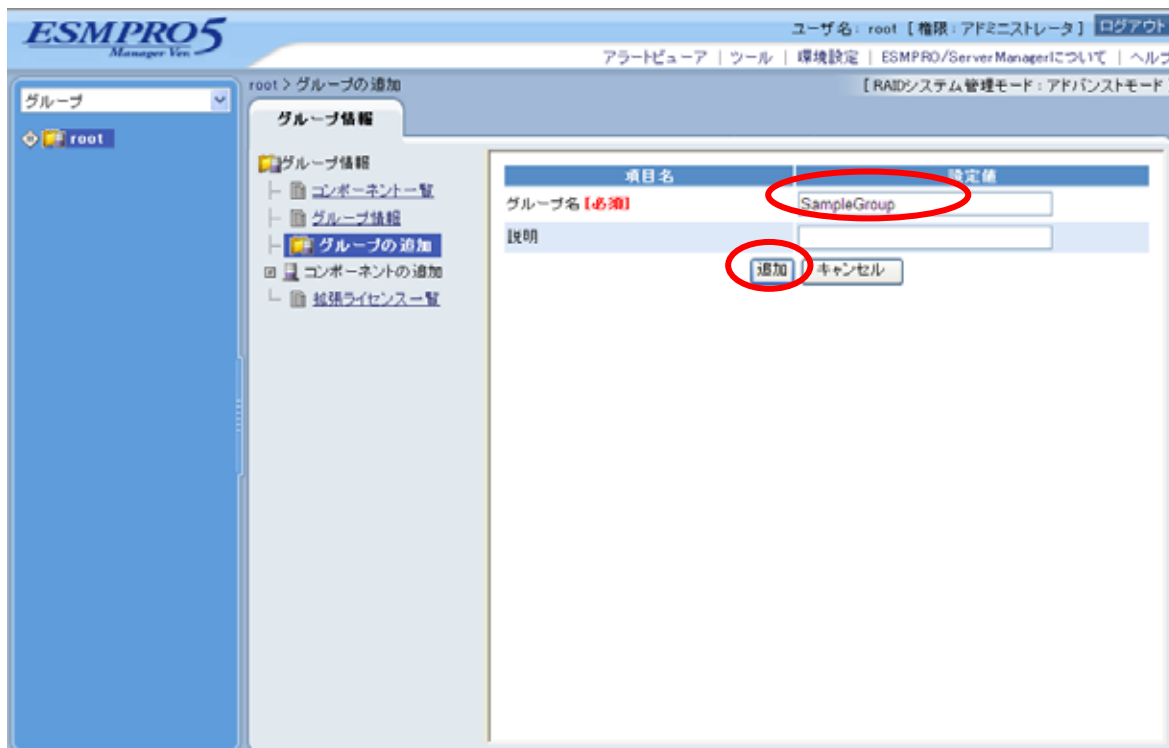 ESMPRO5
Manager Ver.
ユーザ名: root [ 権限 : アドミニストレータ ] ログアウト
アラートビューア | ツール | 環境設定 | ESMPRO/ServerManagerについて | ヘルプ
グループ
root
root > グループの追加
[ RAIDシステム管理モード : アドバンストモード ]
グループ情報
グループ情報
コンポーネント一覧
グループ情報
グループの追加
コンポーネントの追加
拡張ライセンス一覧
項目名 設定値
グループ名 [必須] SampleGroup
説明
追加 キャンセル